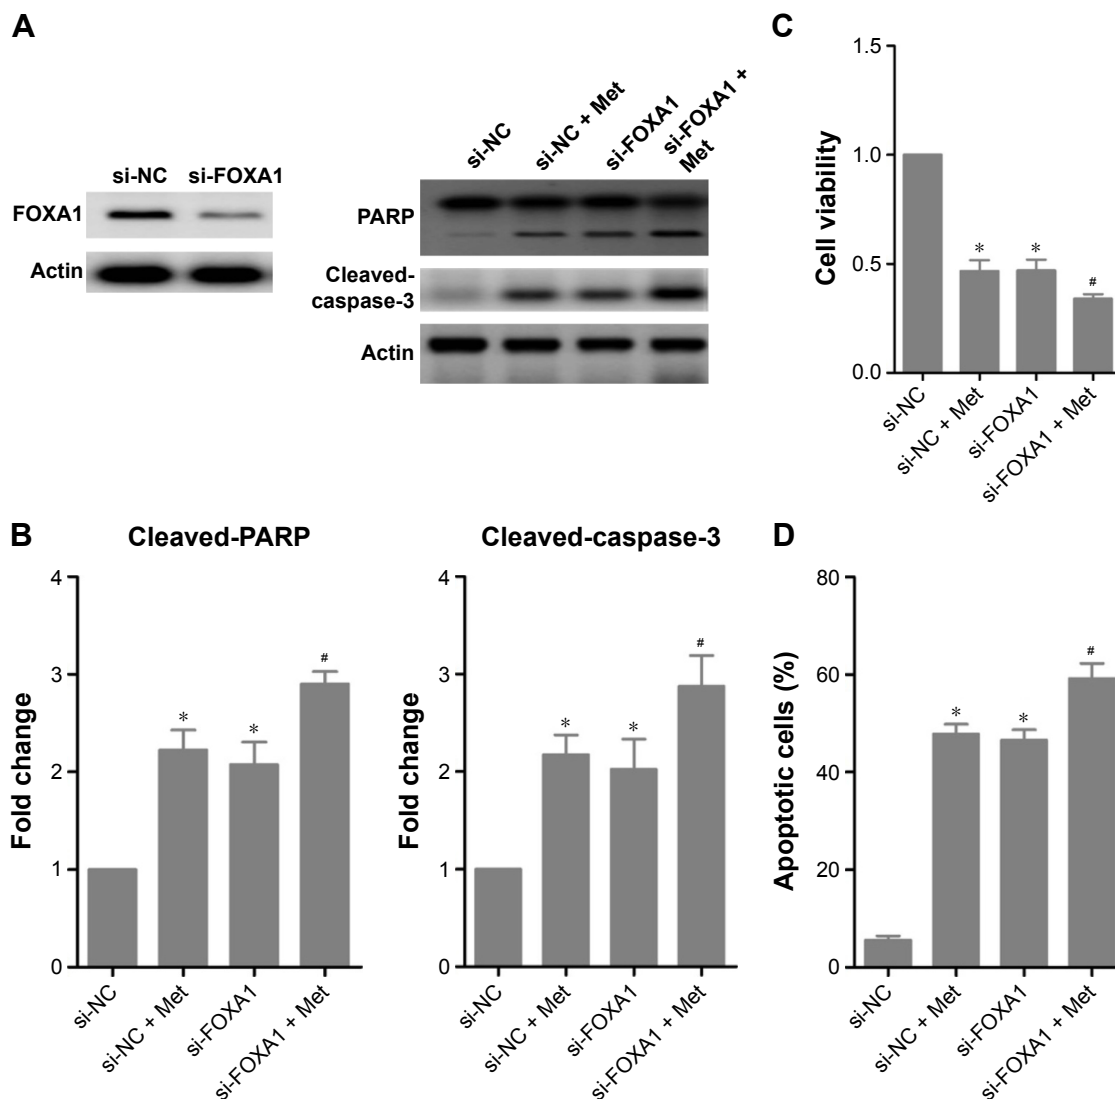 A
si-NC si-FOXA1
FOXA1
Actin
si-NC
si-NC + Met
si-FOXA1
si-FOXA1 +
Met
PARP
Cleaved-
caspase-3
Actin
C
Cell viability
1.5
1.0
0.5
0.0
*
*
#
si-NC
si-NC + Met
si-FOXA1
si-FOXA1 + Met
B
Cleaved-PARP
Fold change
4
3
2
1
0
*
*
#
si-NC
si-NC + Met
si-FOXA1
si-FOXA1 + Met
Cleaved-caspase-3
Fold change
4
3
2
1
0
*
*
#
si-NC
si-NC + Met
si-FOXA1
si-FOXA1 + Met
D
Apoptotic cells (%)
80
60
40
20
0
*
*
#
si-NC
si-NC + Met
si-FOXA1
si-FOXA1 + Met